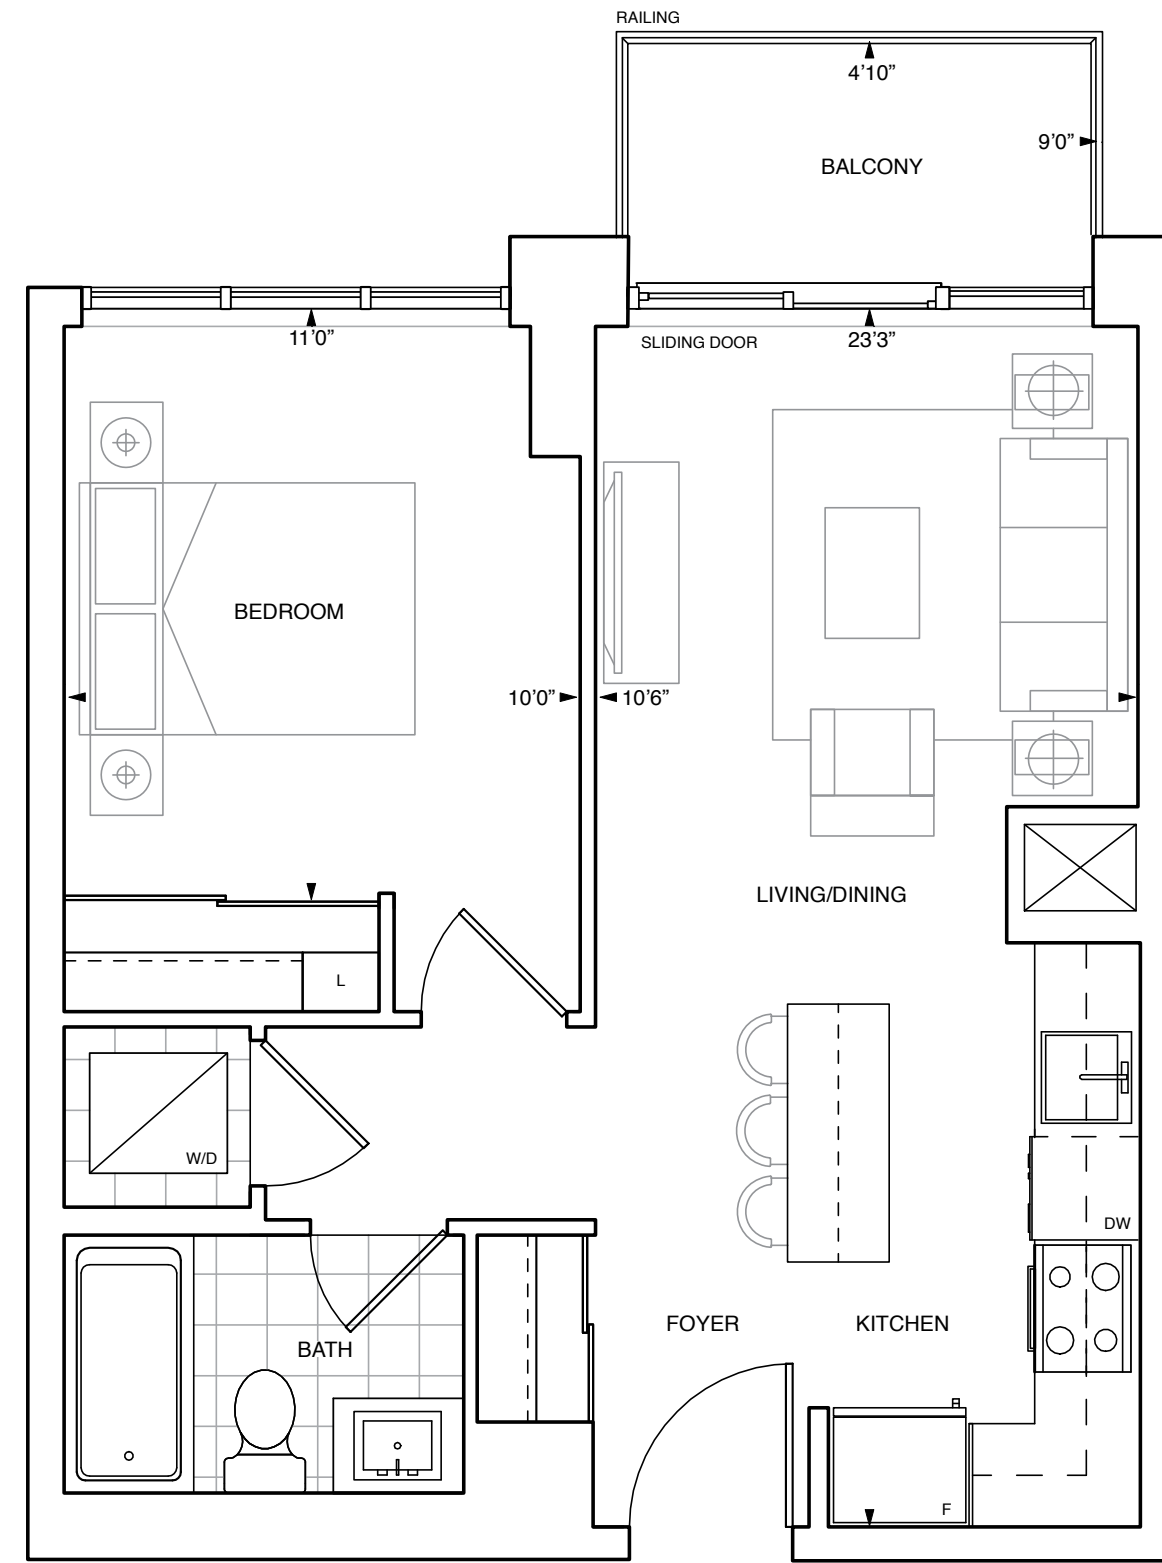 RAILING
4’10”
9’0”
BALCONY
11’0”
SLIDING DOOR
23’3”
BEDROOM
10’0”
10’6”
LIVING/DINING
L
W/D
DW
FOYER
KITCHEN
BATH
F